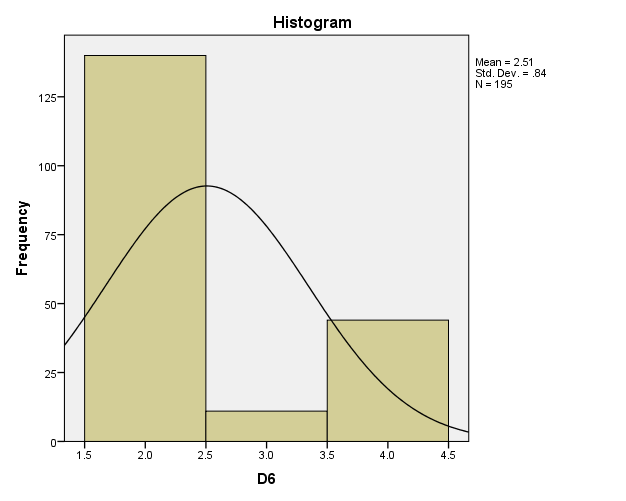 Histogram
Mean = 2.51
Std. Dev. = .84
N = 195
Frequency
125
100
75
50
25
0
1.5 2.0 2.5 3.0 3.5 4.0 4.5
D6